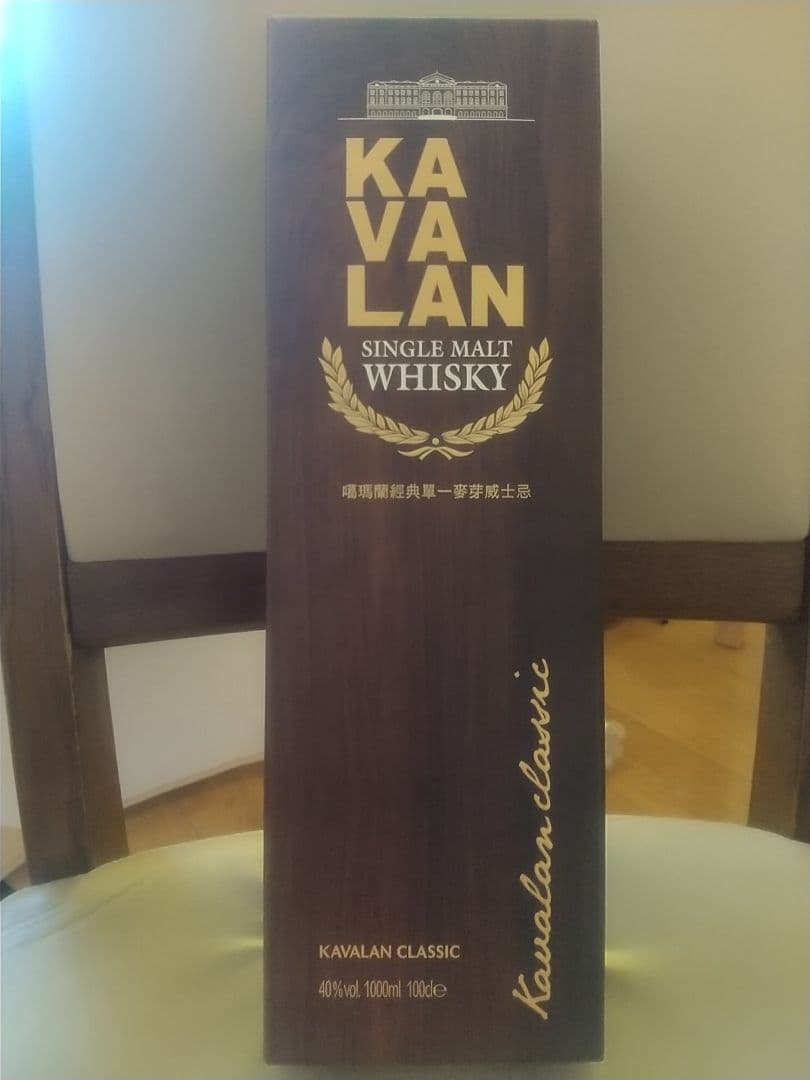 KA
VA
LAN
SINGLE MALT
WHISKY
噶瑪蘭經典單一麥芽威士忌
Kavalan classic
KAVALAN CLASSIC
40%vol. 1000ml 100cl℮